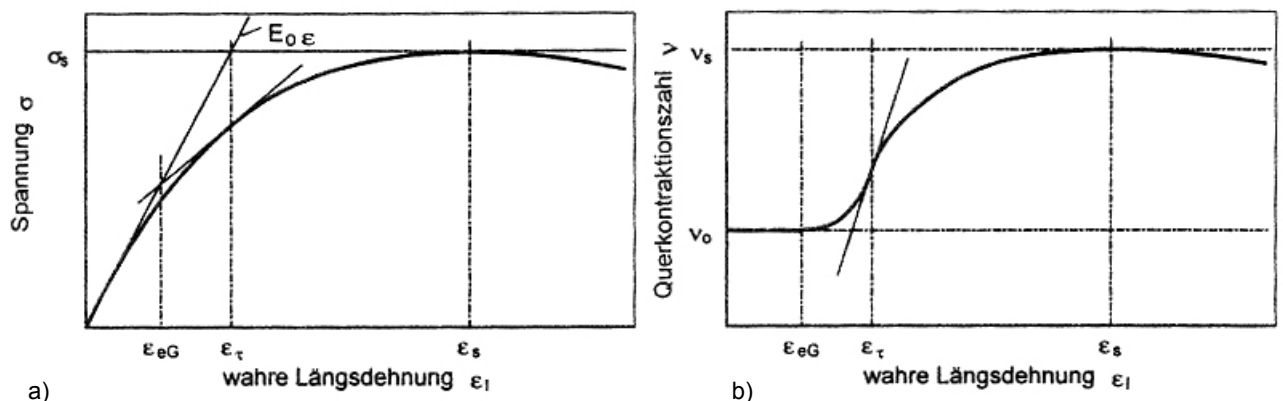 E₀ ε
σₛ
Spannung σ
ε_eG ε_τ εₛ
wahre Längsdehnung ε_l
a)
νₛ
ν₀
Querkontraktionszahl ν
ε_eG ε_τ εₛ
wahre Längsdehnung ε_l
b)